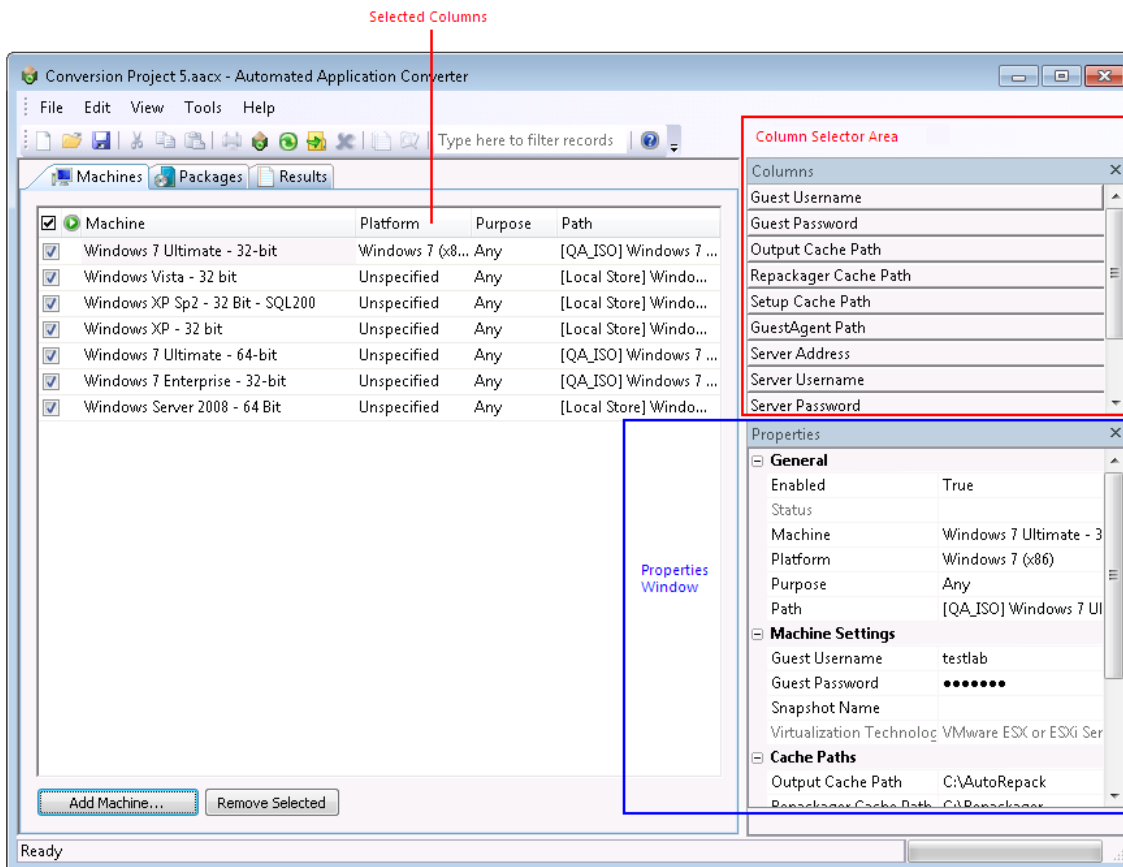 Selected Columns
Conversion Project 5.aacx - Automated Application Converter
File Edit View Tools Help
Type here to filter records
Machines Packages Results
Machine Platform Purpose Path
Windows 7 Ultimate - 32-bit Windows 7 (x8... Any [QA_ISO] Windows 7 ...
Windows Vista - 32 bit Unspecified Any [Local Store] Windo...
Windows XP Sp2 - 32 Bit - SQL200 Unspecified Any [Local Store] Windo...
Windows XP - 32 bit Unspecified Any [Local Store] Windo...
Windows 7 Ultimate - 64-bit Unspecified Any [QA_ISO] Windows 7 ...
Windows 7 Enterprise - 32-bit Unspecified Any [QA_ISO] Windows 7 ...
Windows Server 2008 - 64 Bit Unspecified Any [Local Store] Windo...
Add Machine... Remove Selected
Column Selector Area
Columns
Guest Username
Guest Password
Output Cache Path
Repackager Cache Path
Setup Cache Path
GuestAgent Path
Server Address
Server Username
Server Password
Properties Window
Properties
General
Enabled True
Status
Machine Windows 7 Ultimate - 3
Platform Windows 7 (x86)
Purpose Any
Path [QA_ISO] Windows 7 Ul
Machine Settings
Guest Username testlab
Guest Password •••••••
Snapshot Name
Virtualization Technolog VMware ESX or ESXi Ser
Cache Paths
Output Cache Path C:\AutoRepack
Repackager Cache Path C:\Repackager
Ready